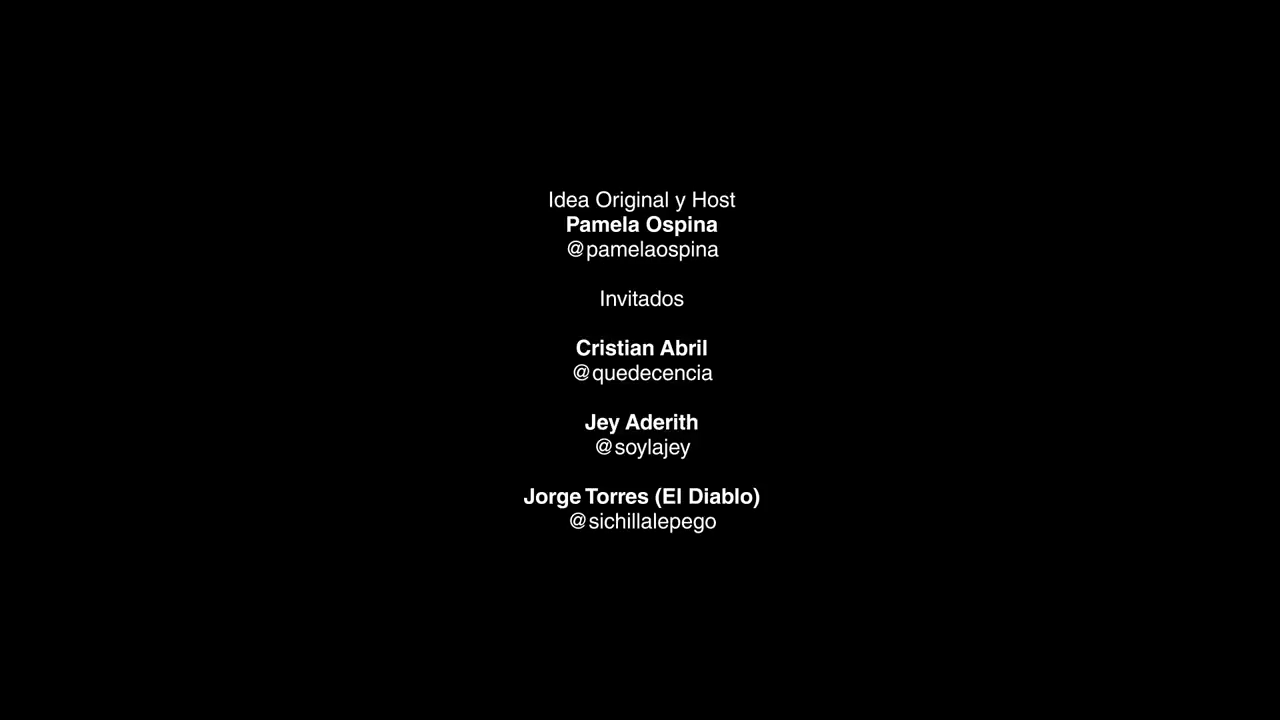 Idea Original y Host
Pamela Ospina
@pamelaospina
Invitados
Cristian Abril
@quedecencia
Jey Aderith
@soylajey
Jorge Torres (El Diablo)
@sichillalepego